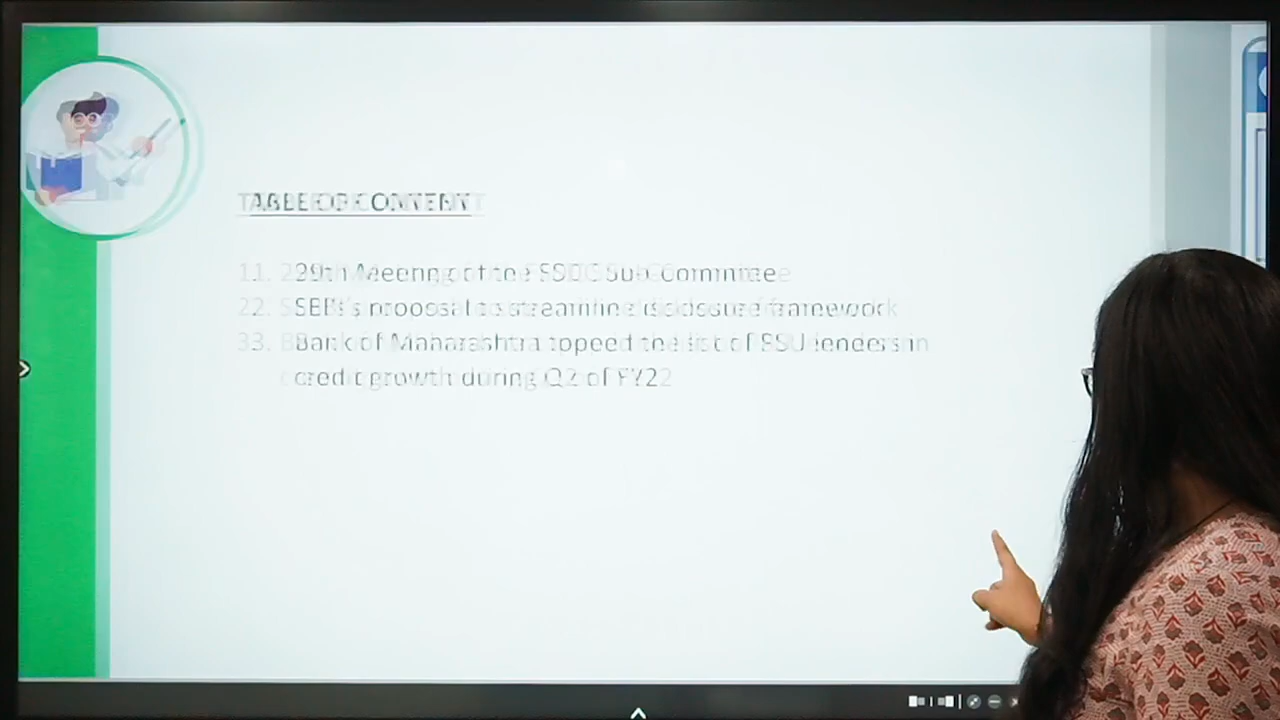 TABLE OF CONTENT
1. 29th Meeting of the FSDC Sub-Committee
2. SEBI's proposal to streamline disclosure framework
3. Bank of Maharashtra topped the list of PSU lenders in
credit growth during Q2 of FY22